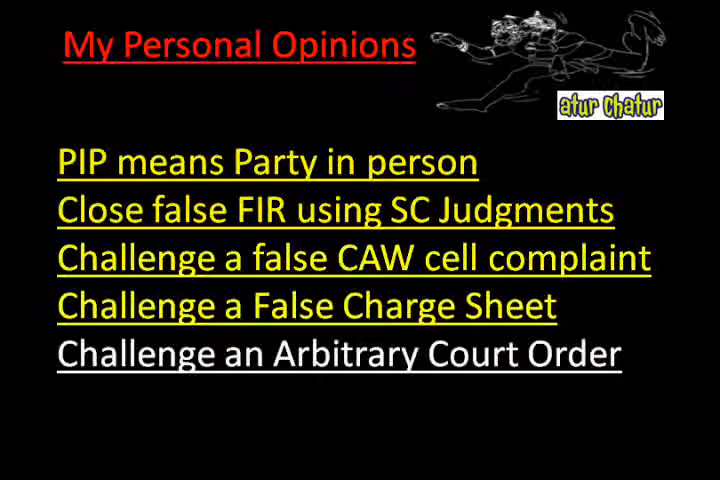 My Personal Opinions
atur chatur
PIP means Party in person
Close false FIR using SC Judgments
Challenge a false CAW cell complaint
Challenge a False Charge Sheet
Challenge an Arbitrary Court Order